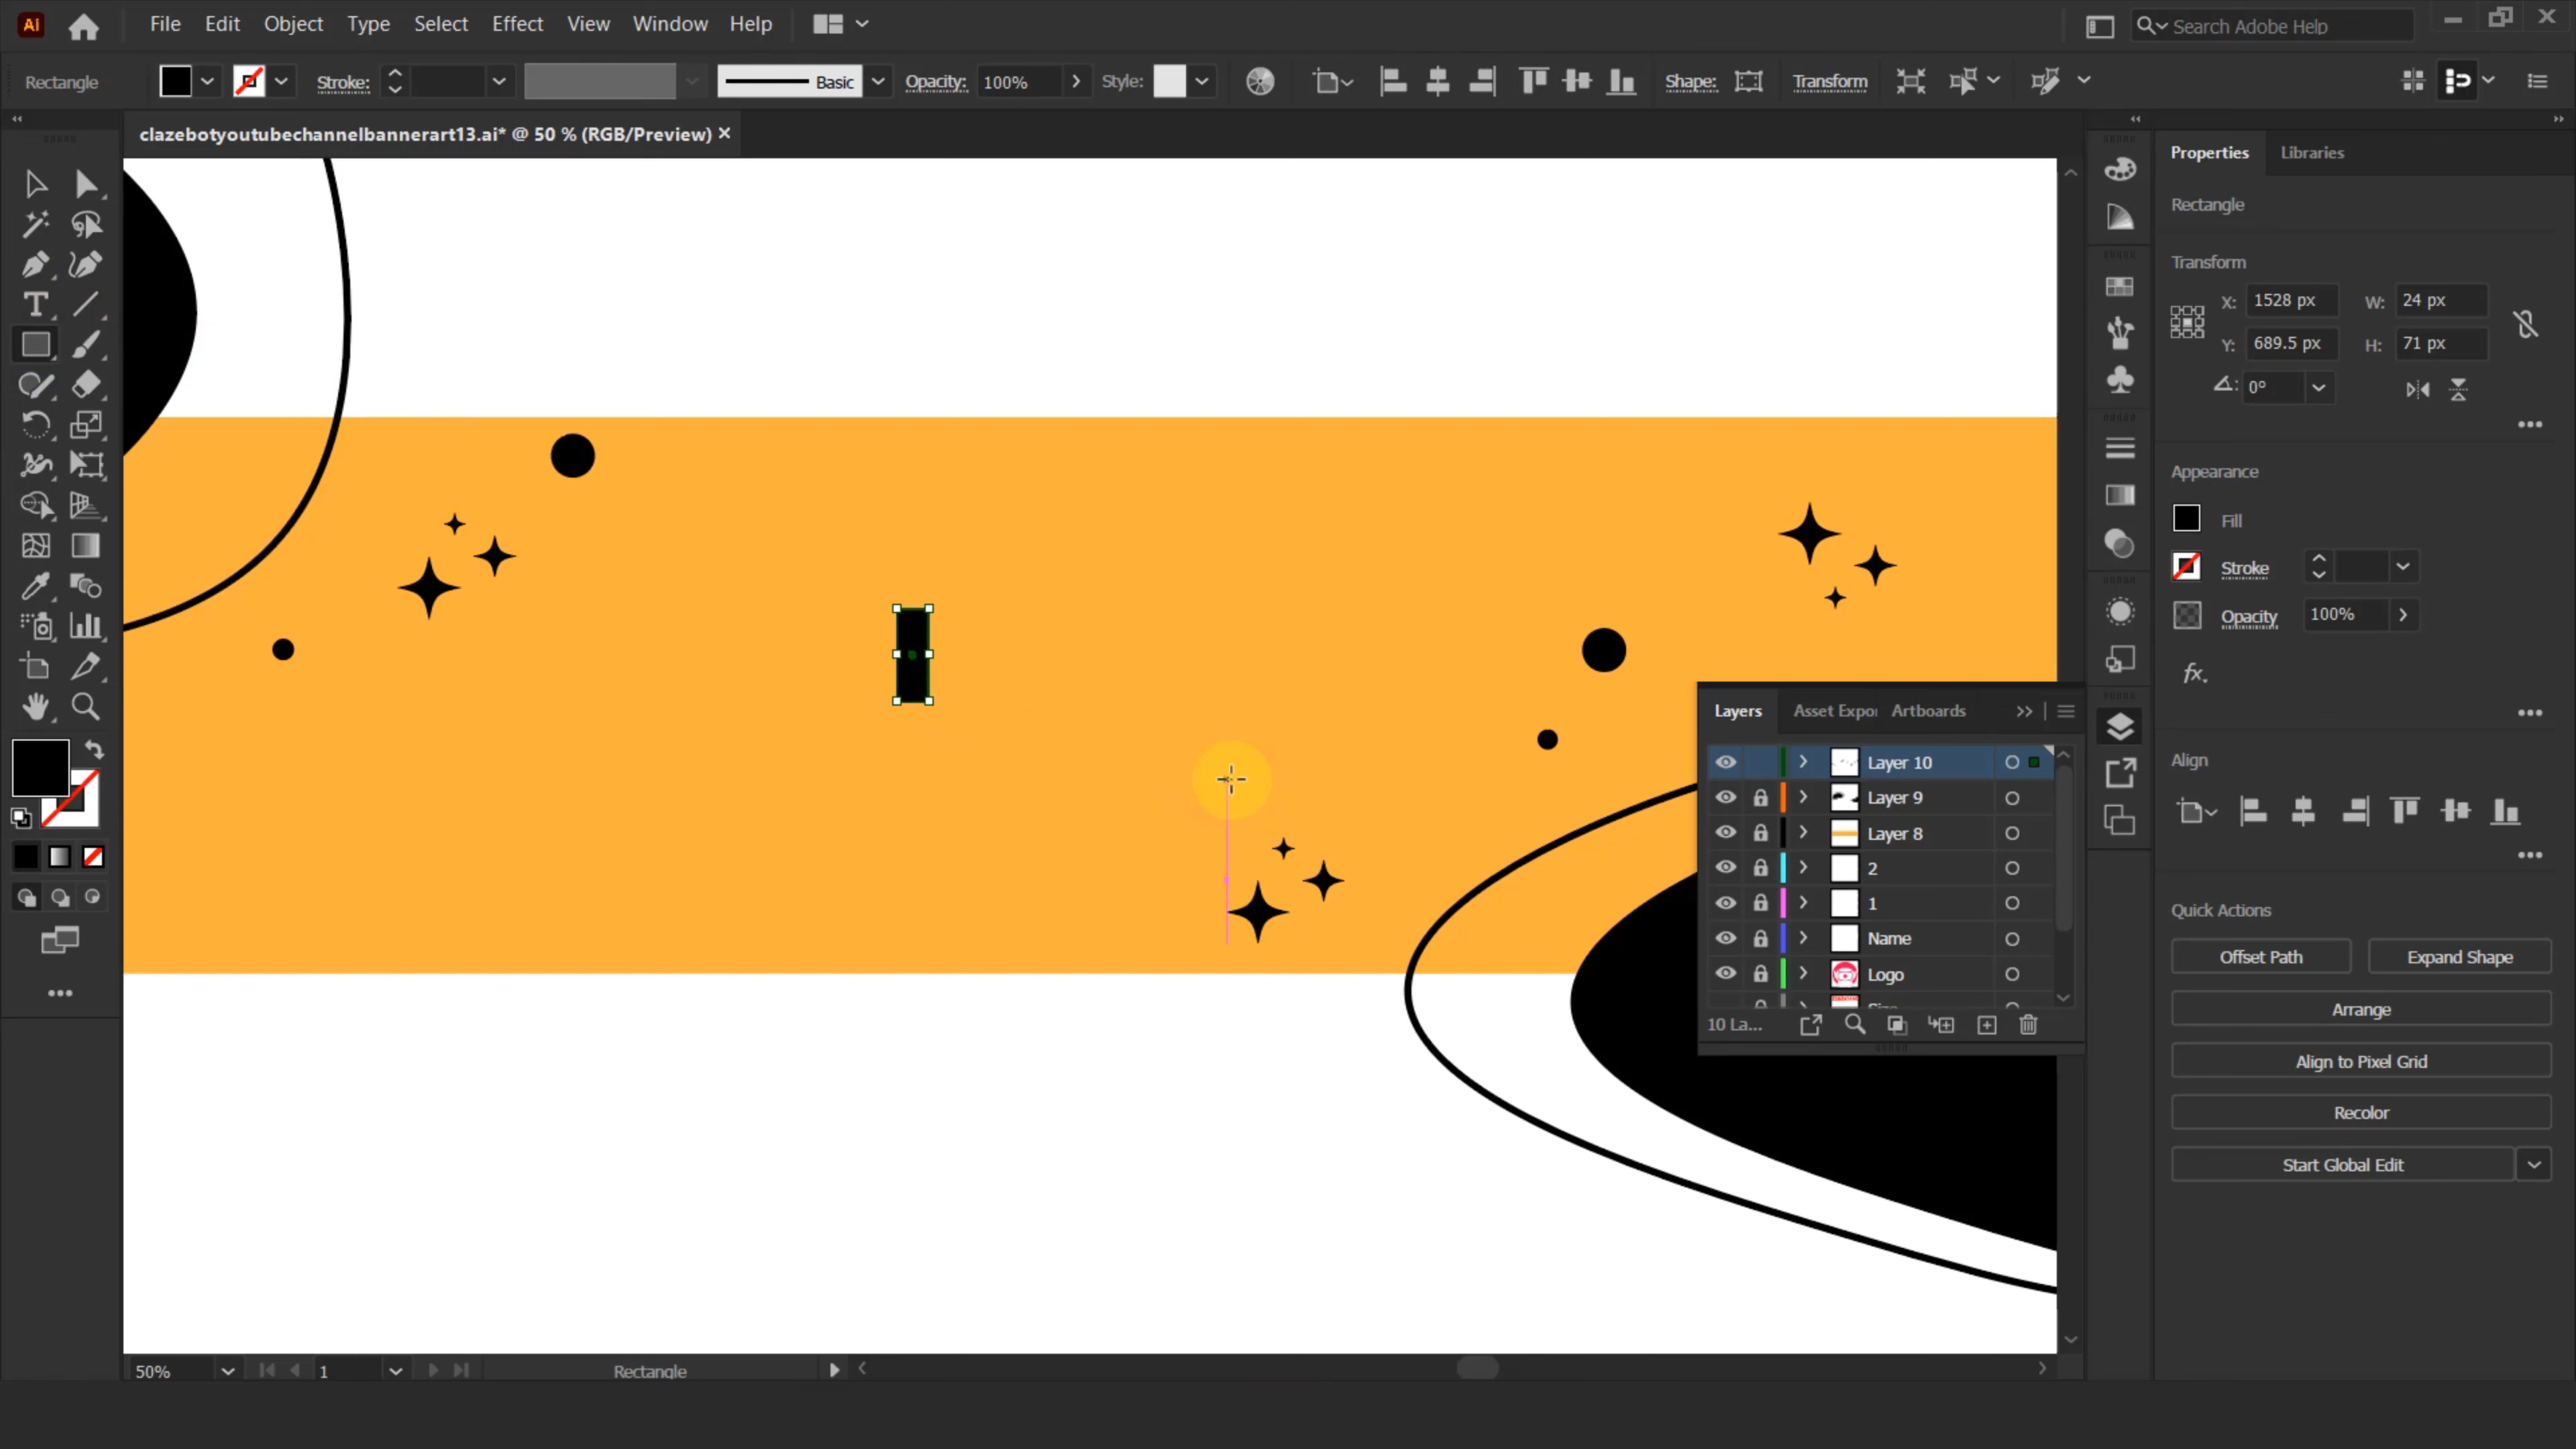 Ai File Edit Object Type Select Effect View Window Help Search Adobe Help
Rectangle Stroke: Basic Opacity: 100% Style: Shape: Transform
clazebotyoutubechannelbannerart13.ai* @ 50 % (RGB/Preview) ×
Properties Libraries
Rectangle
Transform
X: 1528 px W: 24 px
Y: 689.5 px H: 71 px
0°
Appearance
Fill
Stroke
Opacity 100%
fx.
Layers Asset Expo Artboards
Layer 10
Layer 9
Layer 8
2
1
Name
Logo
10 La...
Align
Quick Actions
Offset Path Expand Shape
Arrange
Align to Pixel Grid
Recolor
Start Global Edit
50% 1 Rectangle